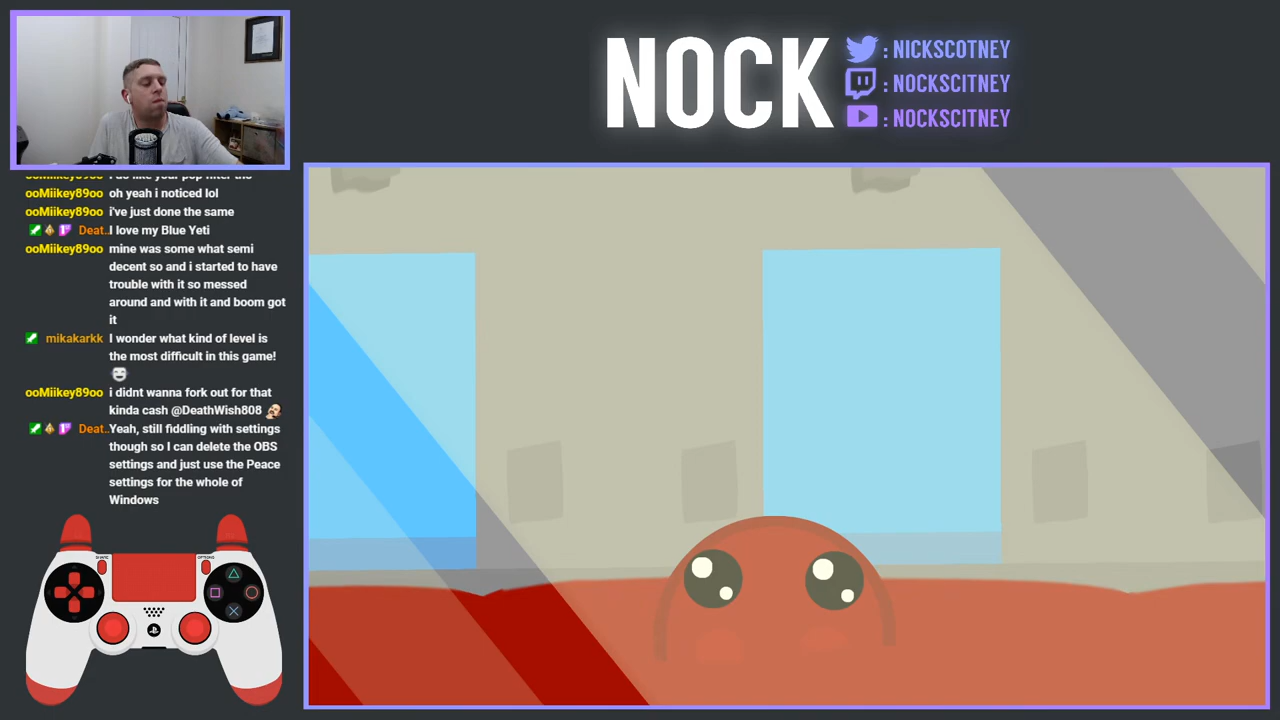 NOCK
: NICKSCOTNEY
: NOCKSCITNEY
: NOCKSCITNEY
ooMiikey89oo oh yeah i noticed lol
ooMiikey89oo i've just done the same
Deat.. I love my Blue Yeti
ooMiikey89oo mine was some what semi
decent so and i started to have
trouble with it so messed
around and with it and boom got
it
mikakarkk I wonder what kind of level is
the most difficult in this game!
ooMiikey89oo i didnt wanna fork out for that
kinda cash @DeathWish808
Deat.. Yeah, still fiddling with settings
though so I can delete the OBS
settings and just use the Peace
settings for the whole of
Windows
SHARE
OPTIONS